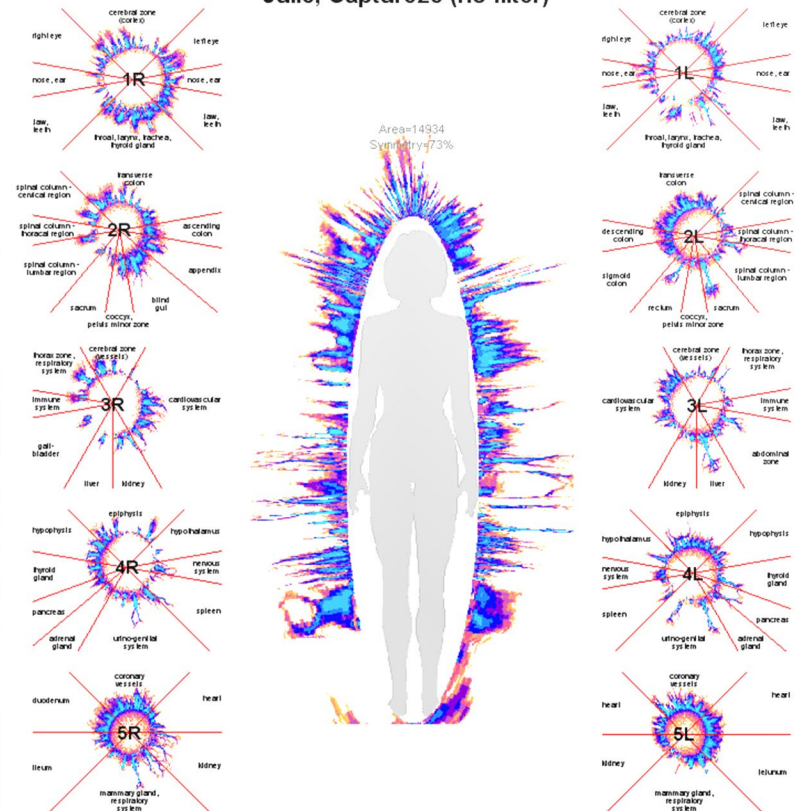 (no filter)
cerebral zone
(cortex)
right eye
left eye
nose, ear
1R
nose, ear
jaw,
teeth
jaw,
teeth
throat, larynx, trachea,
thyroid gland
transverse
colon
spinal column -
cervical region
spinal column -
thoracal region
2R
ascending
colon
spinal column -
lumbar region
appendix
sacrum
blind
gut
coccyx,
pelvis minor zone
cerebral zone
(vessels)
thorax zone,
respiratory
system
immune
system
3R
cardiovascular
system
gall-
bladder
liver
kidney
epiphysis
hypophysis
hypothalamus
thyroid
gland
4R
nervous
system
pancreas
spleen
adrenal
gland
urino-genital
system
coronary
vessels
duodenum
heart
5R
ileum
kidney
mammary gland,
respiratory
system
Area=14934
Symmetry=73%
cerebral zone
(cortex)
right eye
left eye
nose, ear
1L
nose, ear
jaw,
teeth
jaw,
teeth
throat, larynx, trachea,
thyroid gland
transverse
colon
spinal column -
cervical region
descending
colon
2L
spinal column -
thoracal region
sigmoid
colon
spinal column -
lumbar region
rectum
sacrum
coccyx,
pelvis minor zone
cerebral zone
(vessels)
thorax zone,
respiratory
system
cardiovascular
system
3L
immune
system
abdominal
zone
kidney
liver
epiphysis
hypothalamus
hypophysis
nervous
system
4L
thyroid
gland
spleen
pancreas
urino-genital
system
adrenal
gland
coronary
vessels
heart
heart
5L
kidney
jejunum
mammary gland,
respiratory
system